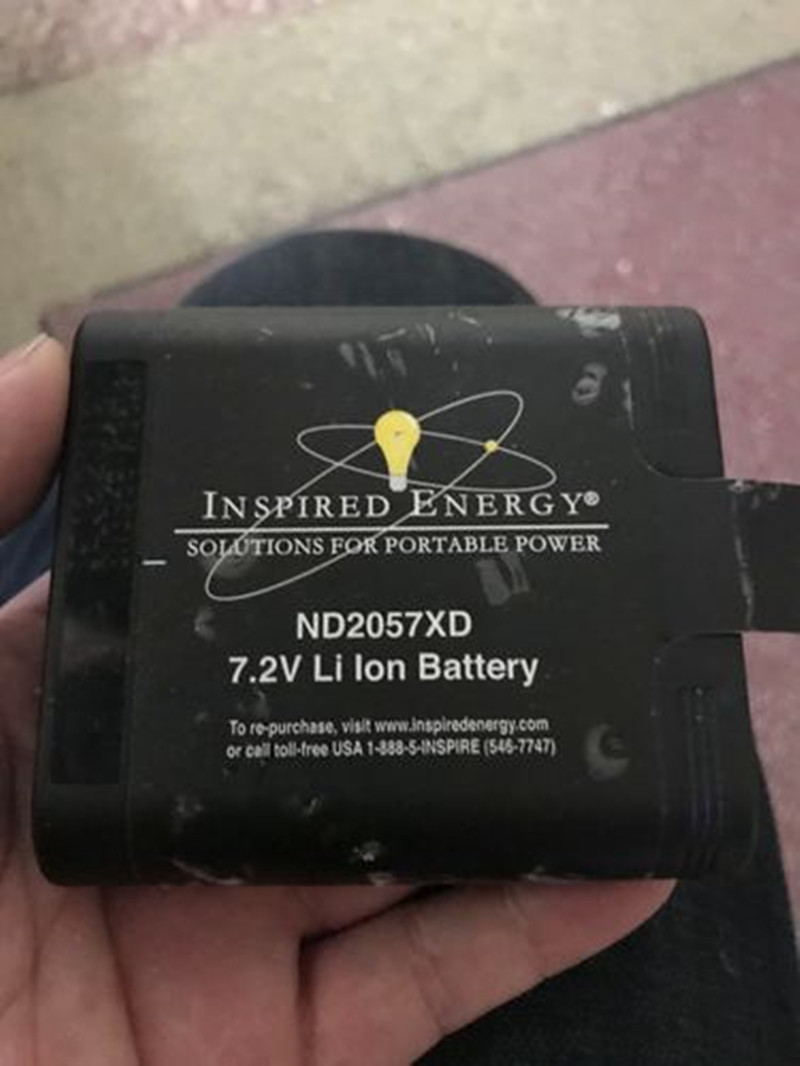 INSPIRED ENERGY®
SOLUTIONS FOR PORTABLE POWER
ND2057XD
7.2V Li Ion Battery
To re-purchase, visit www.inspiredenergy.com
or call toll-free USA 1-888-5-INSPIRE (546-7747)